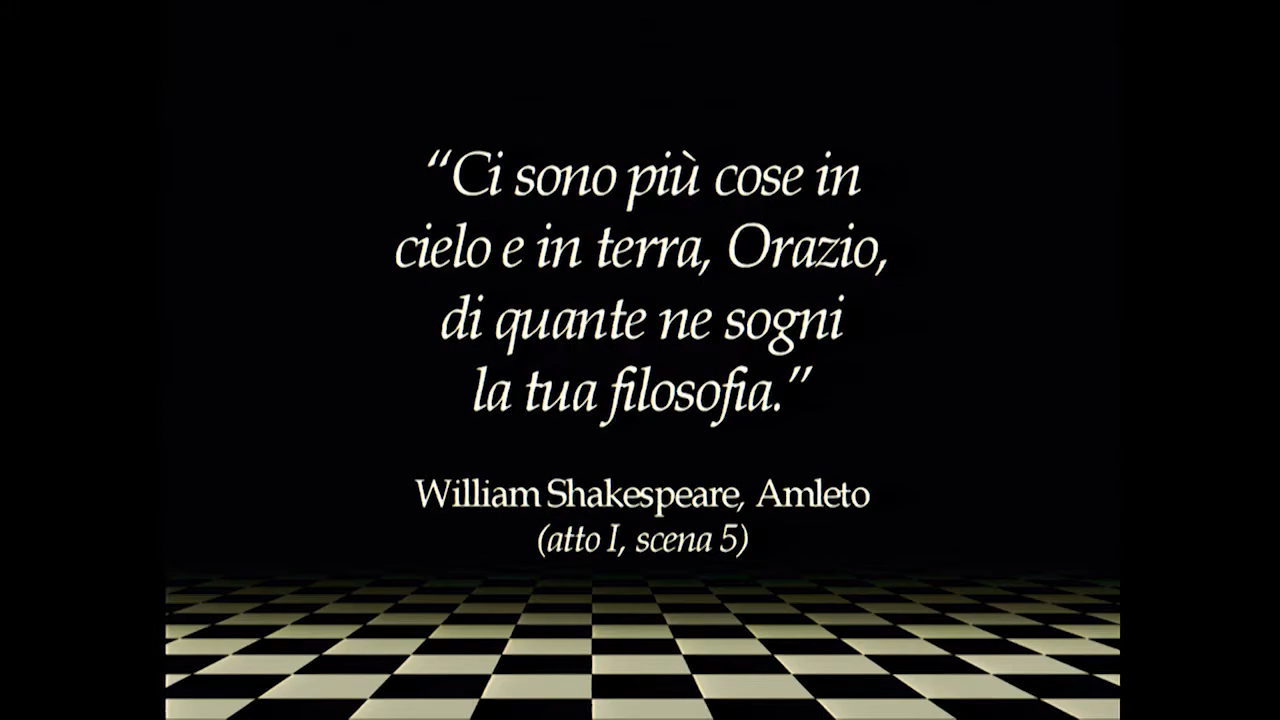 “Ci sono più cose in
cielo e in terra, Orazio,
di quante ne sogni
la tua filosofia.”
William Shakespeare, Amleto
(atto I, scena 5)